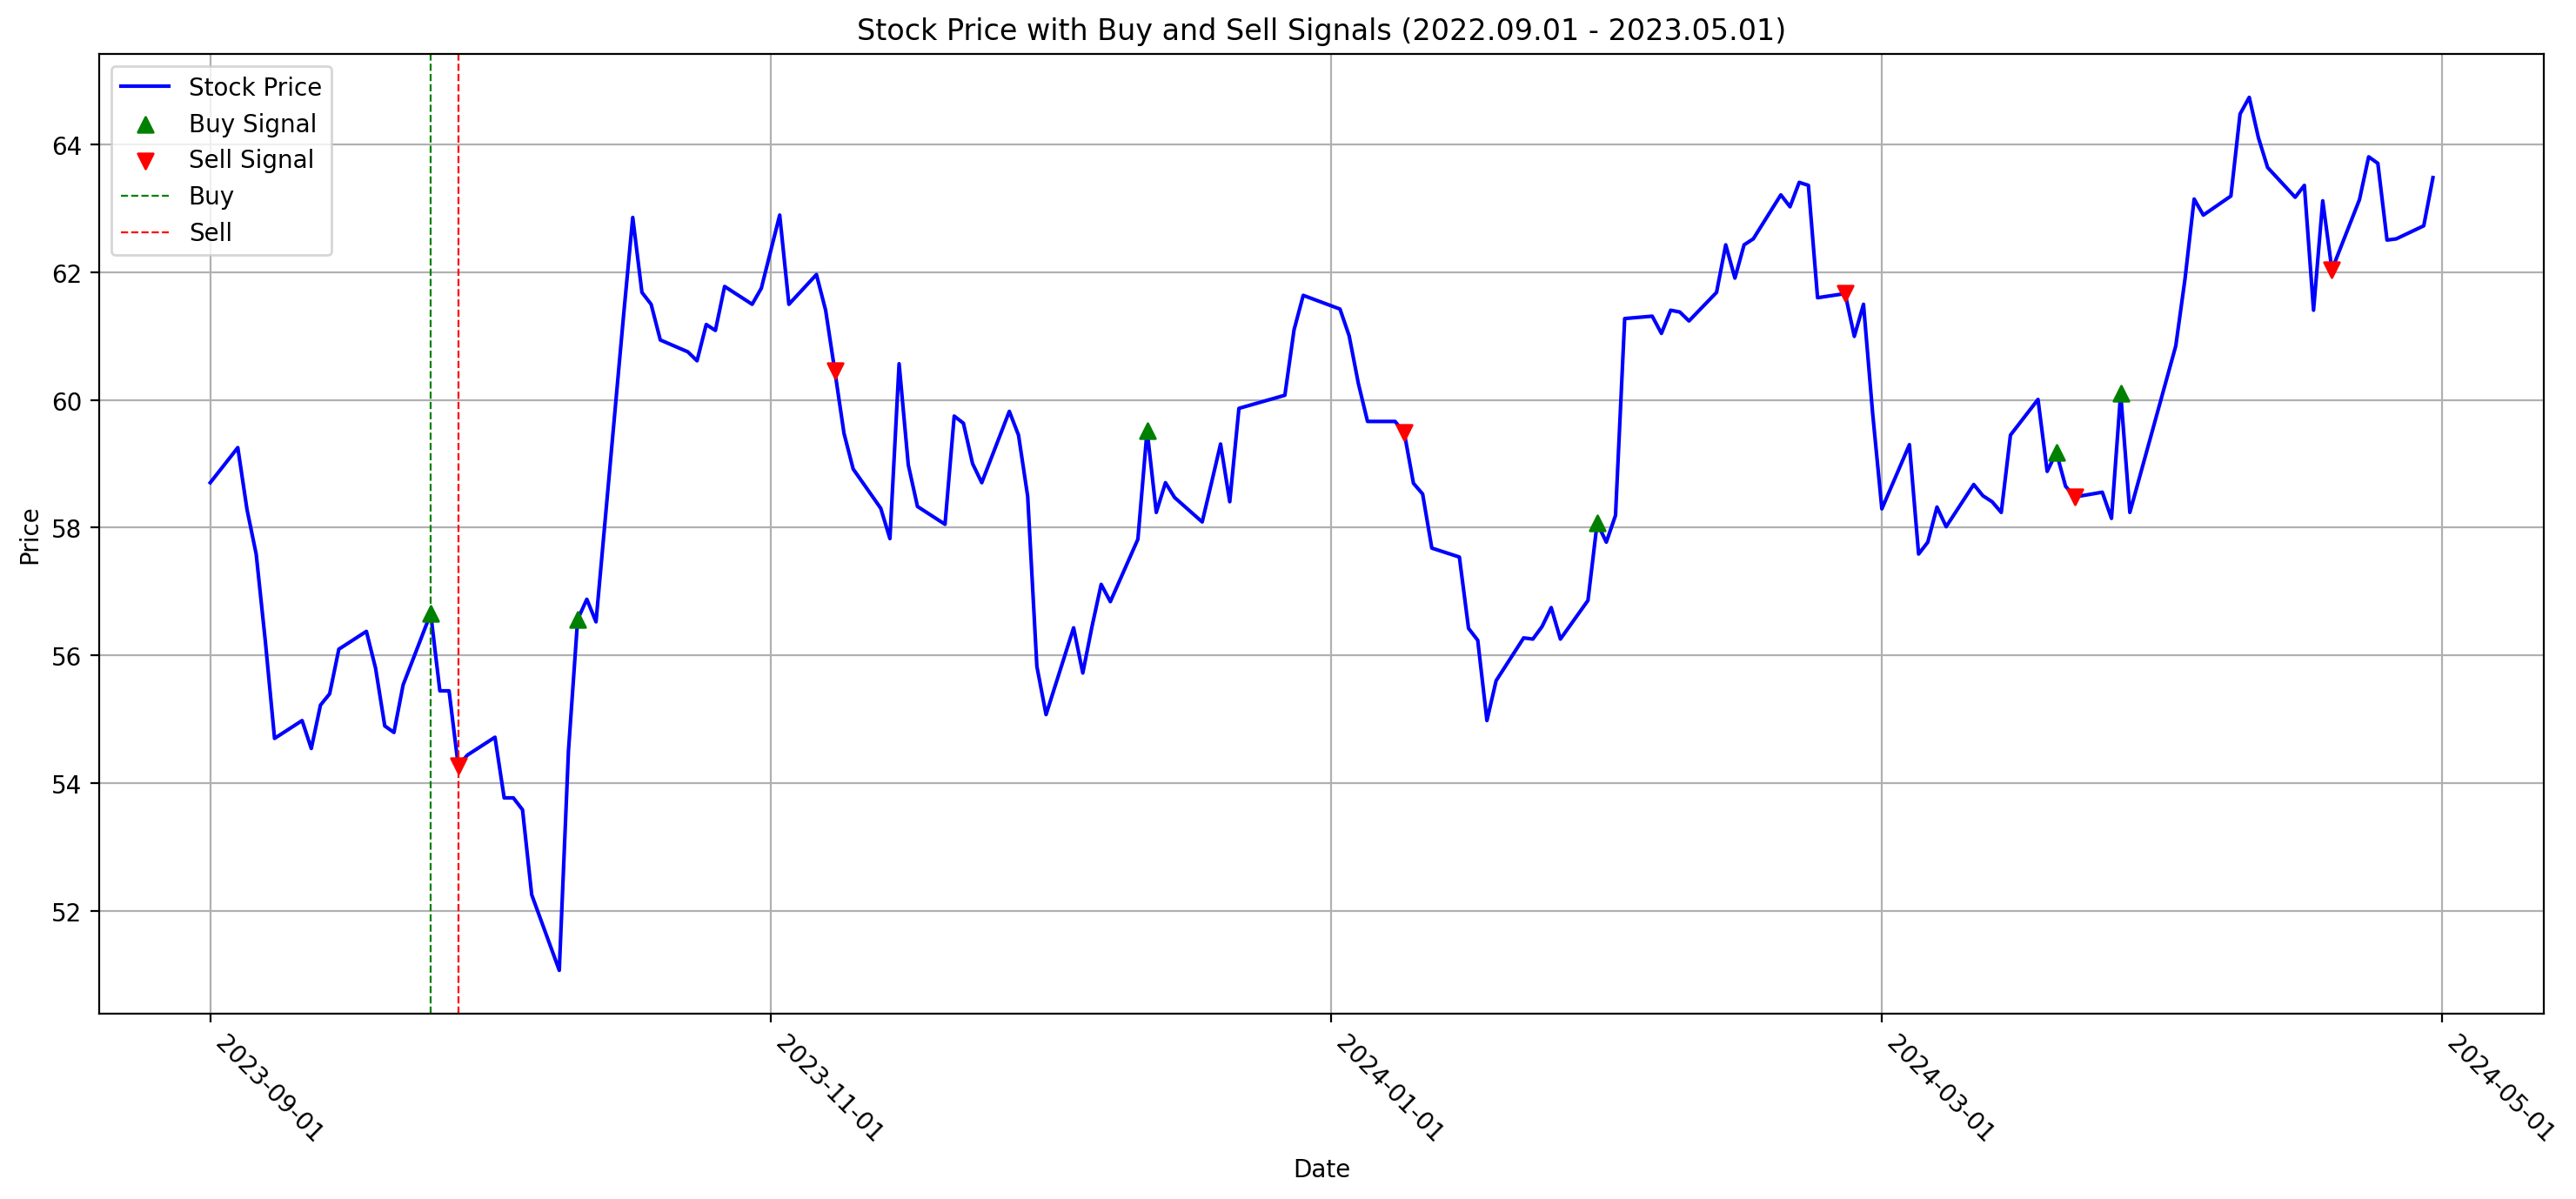 Stock Price with Buy and Sell Signals (2022.09.01 - 2023.05.01)
Stock Price
Buy Signal
Sell Signal
Buy
Sell
Price
64
62
60
58
56
54
52
2023-09-01
2023-11-01
2024-01-01
2024-03-01
2024-05-01
Date